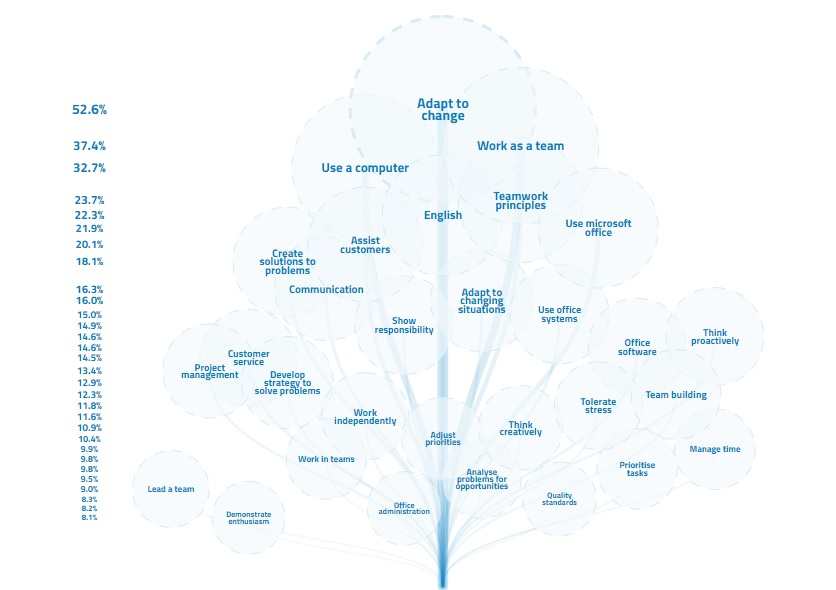 52.6%
37.4%
32.7%
23.7%
22.3%
21.9%
20.1%
18.1%
16.3%
16.0%
15.0%
14.9%
14.6%
14.6%
14.5%
13.4%
12.9%
12.3%
11.8%
11.6%
10.9%
10.4%
9.9%
9.8%
9.8%
9.5%
9.0%
8.3%
8.2%
8.1%
Adapt to
change
Work as a team
Use a computer
Teamwork
principles
English
Use microsoft
office
Assist
customers
Create
solutions to
problems
Communication
Adapt to
changing
situations
Use office
systems
Show
responsibility
Think
proactively
Office
software
Customer
service
Project
management
Develop
strategy to
solve problems
Team building
Tolerate
stress
Work
independently
Think
creatively
Adjust
priorities
Manage time
Work in teams
Prioritise
tasks
Analyse
problems for
opportunities
Lead a team
Quality
standards
Office
administration
Demonstrate
enthusiasm